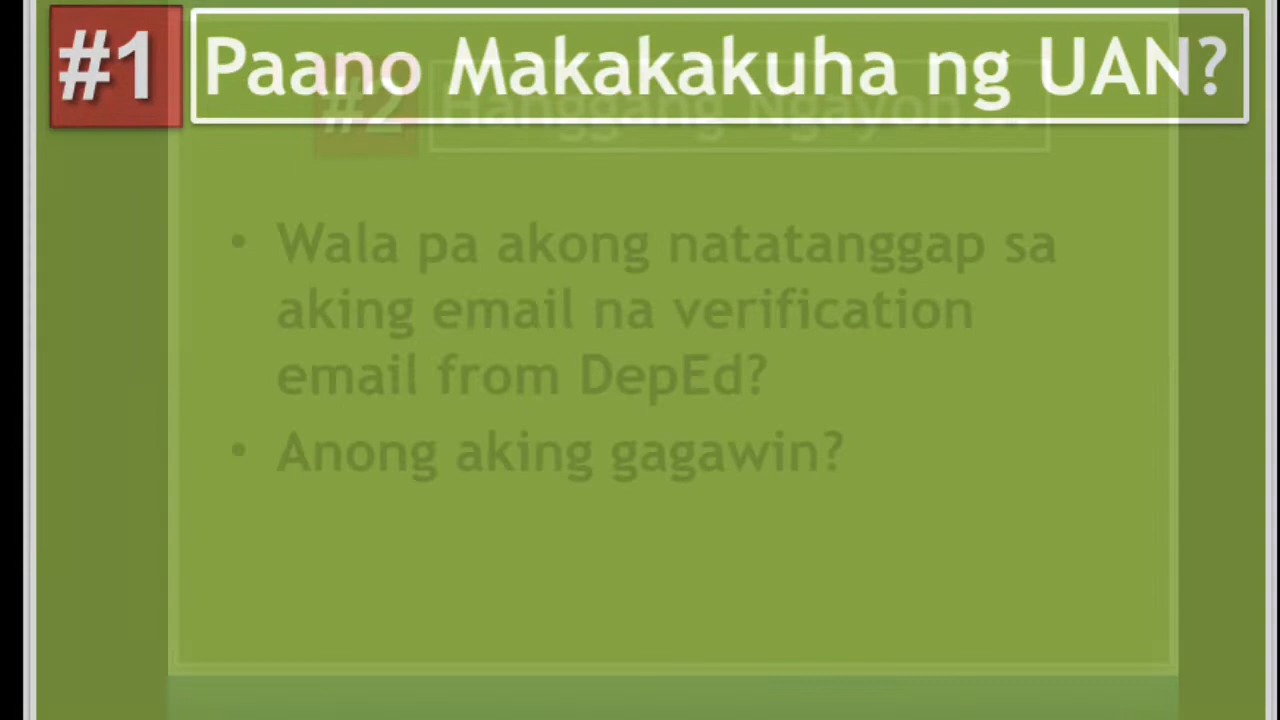 #1 Paano Makakakuha ng UAN?
#2 Hanggang Ngayon...
• Wala pa akong natatanggap sa
aking email na verification
email from DepEd?
• Anong aking gagawin?